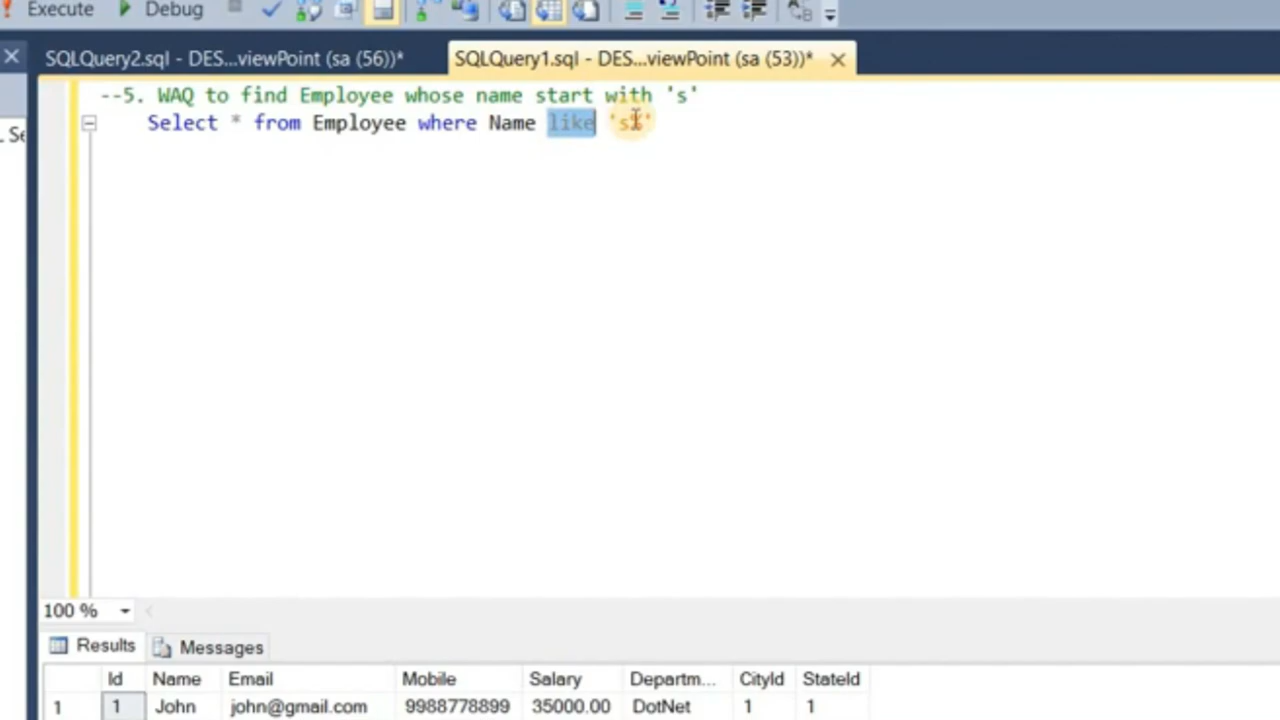 Execute Debug
SQLQuery2.sql - DES...viewPoint (sa (56))* SQLQuery1.sql - DES...viewPoint (sa (53))*
--5. WAQ to find Employee whose name start with 's'
Select * from Employee where Name like 's%'
100 %
Results Messages
Id Name Email Mobile Salary Departm... CityId StateId
1 1 John john@gmail.com 9988778899 35000.00 DotNet 1 1